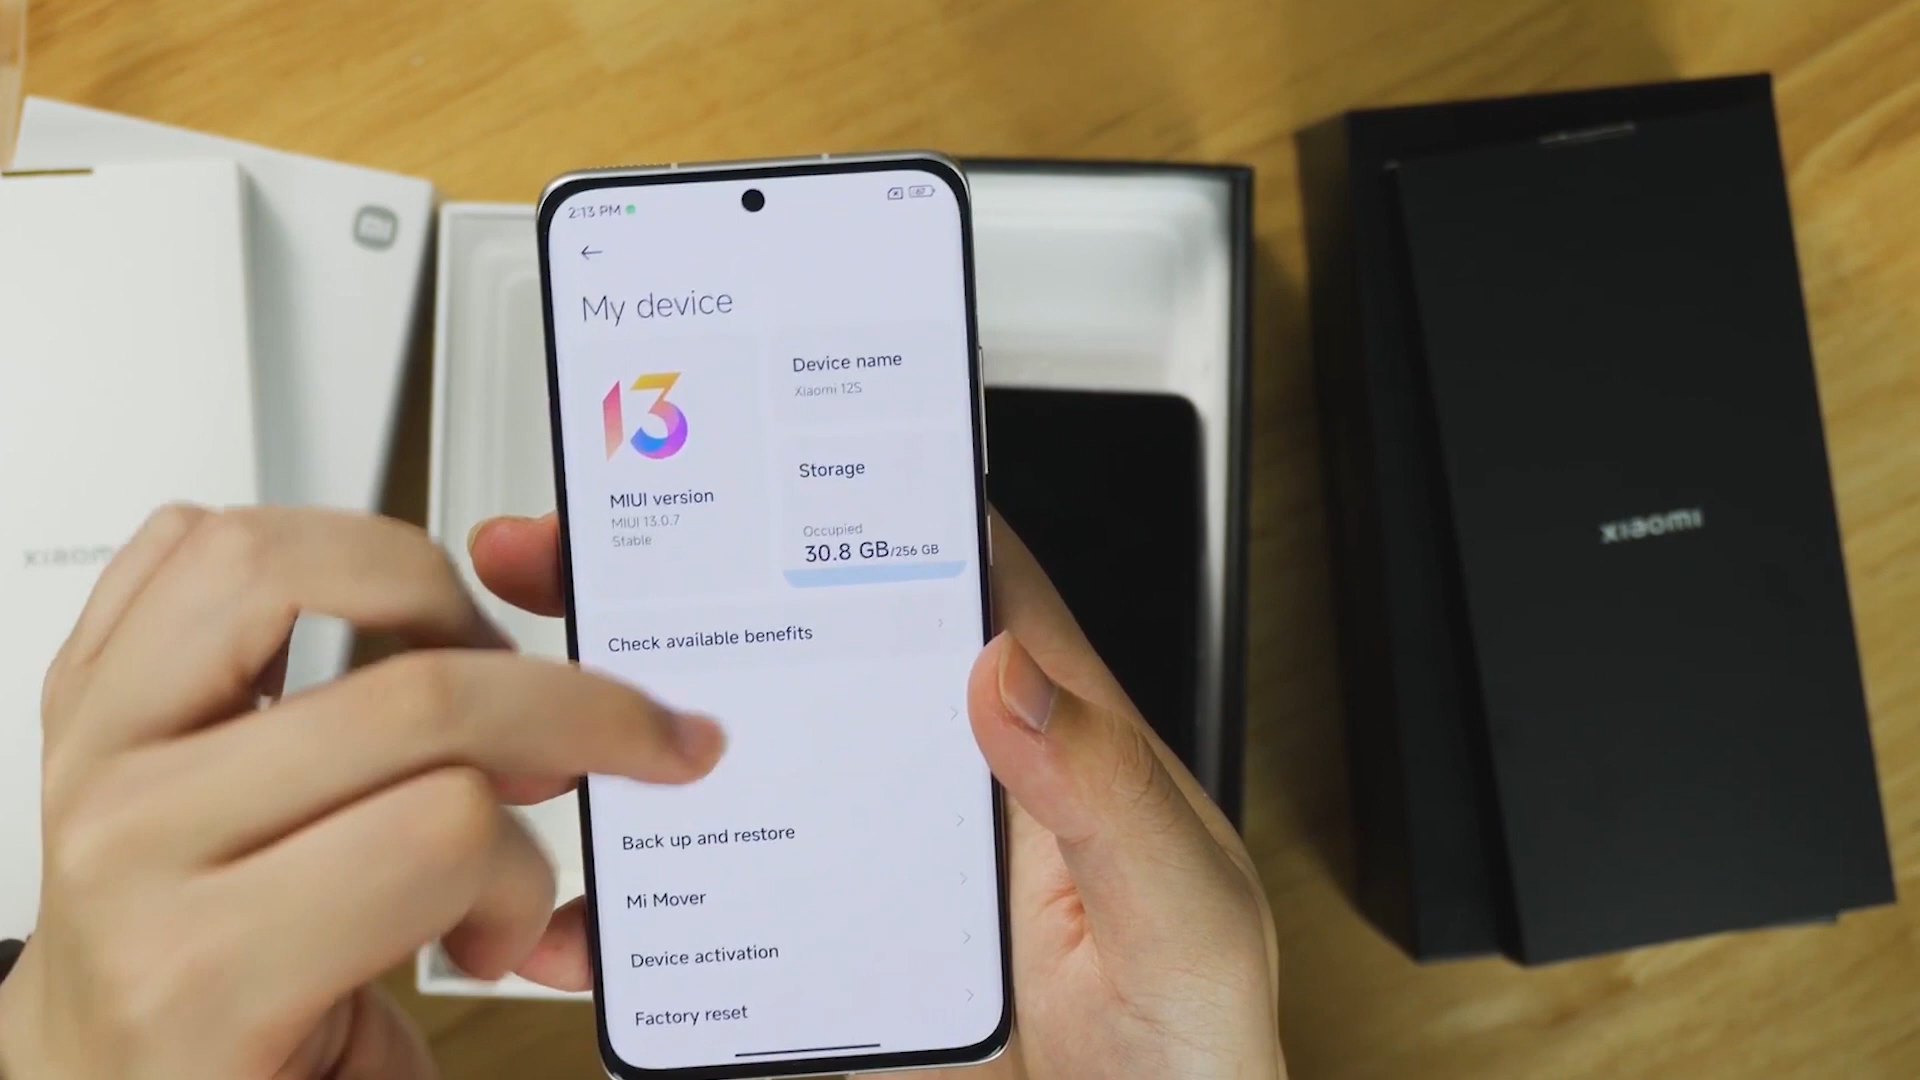 2:13 PM
My device
13
Device name
Xiaomi 12S
Storage
MIUI version
MIUI 13.0.7
Stable
Occupied
30.8 GB/256 GB
Check available benefits
Back up and restore
Mi Mover
Device activation
Factory reset
xiaomi
xiaomi